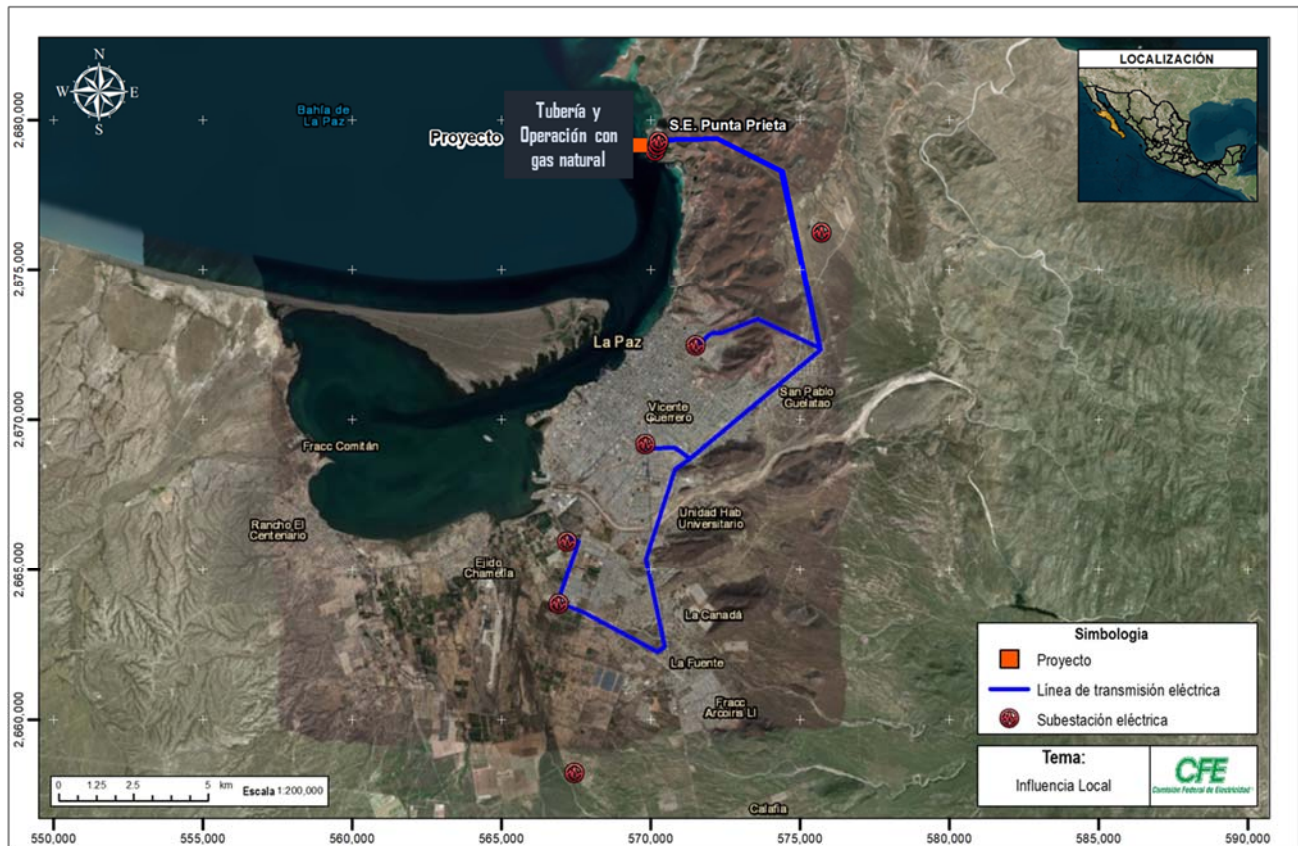 N
W
E
S
Bahía de
La Paz
Proyecto
Tubería y
Operación con
gas natural
S.E. Punta Prieta
LOCALIZACIÓN
La Paz
Vicente
Guerrero
San Pablo
Guelatao
Fracc Comitán
Rancho El
Centenario
Unidad Hab
Universitario
Ejido
Chametla
La Canadá
La Fuente
Fracc
Arcoiris LI
Calafia
Simbologia
Proyecto
Línea de transmisión eléctrica
Subestación eléctrica
Tema:
Influencia Local
CFE
Comisión Federal de Electricidad
0 1.25 2.5 5 km
Escala 1:200,000
2,680,000
2,675,000
2,670,000
2,665,000
2,660,000
550,000 555,000 560,000 565,000 570,000 575,000 580,000 585,000 590,000